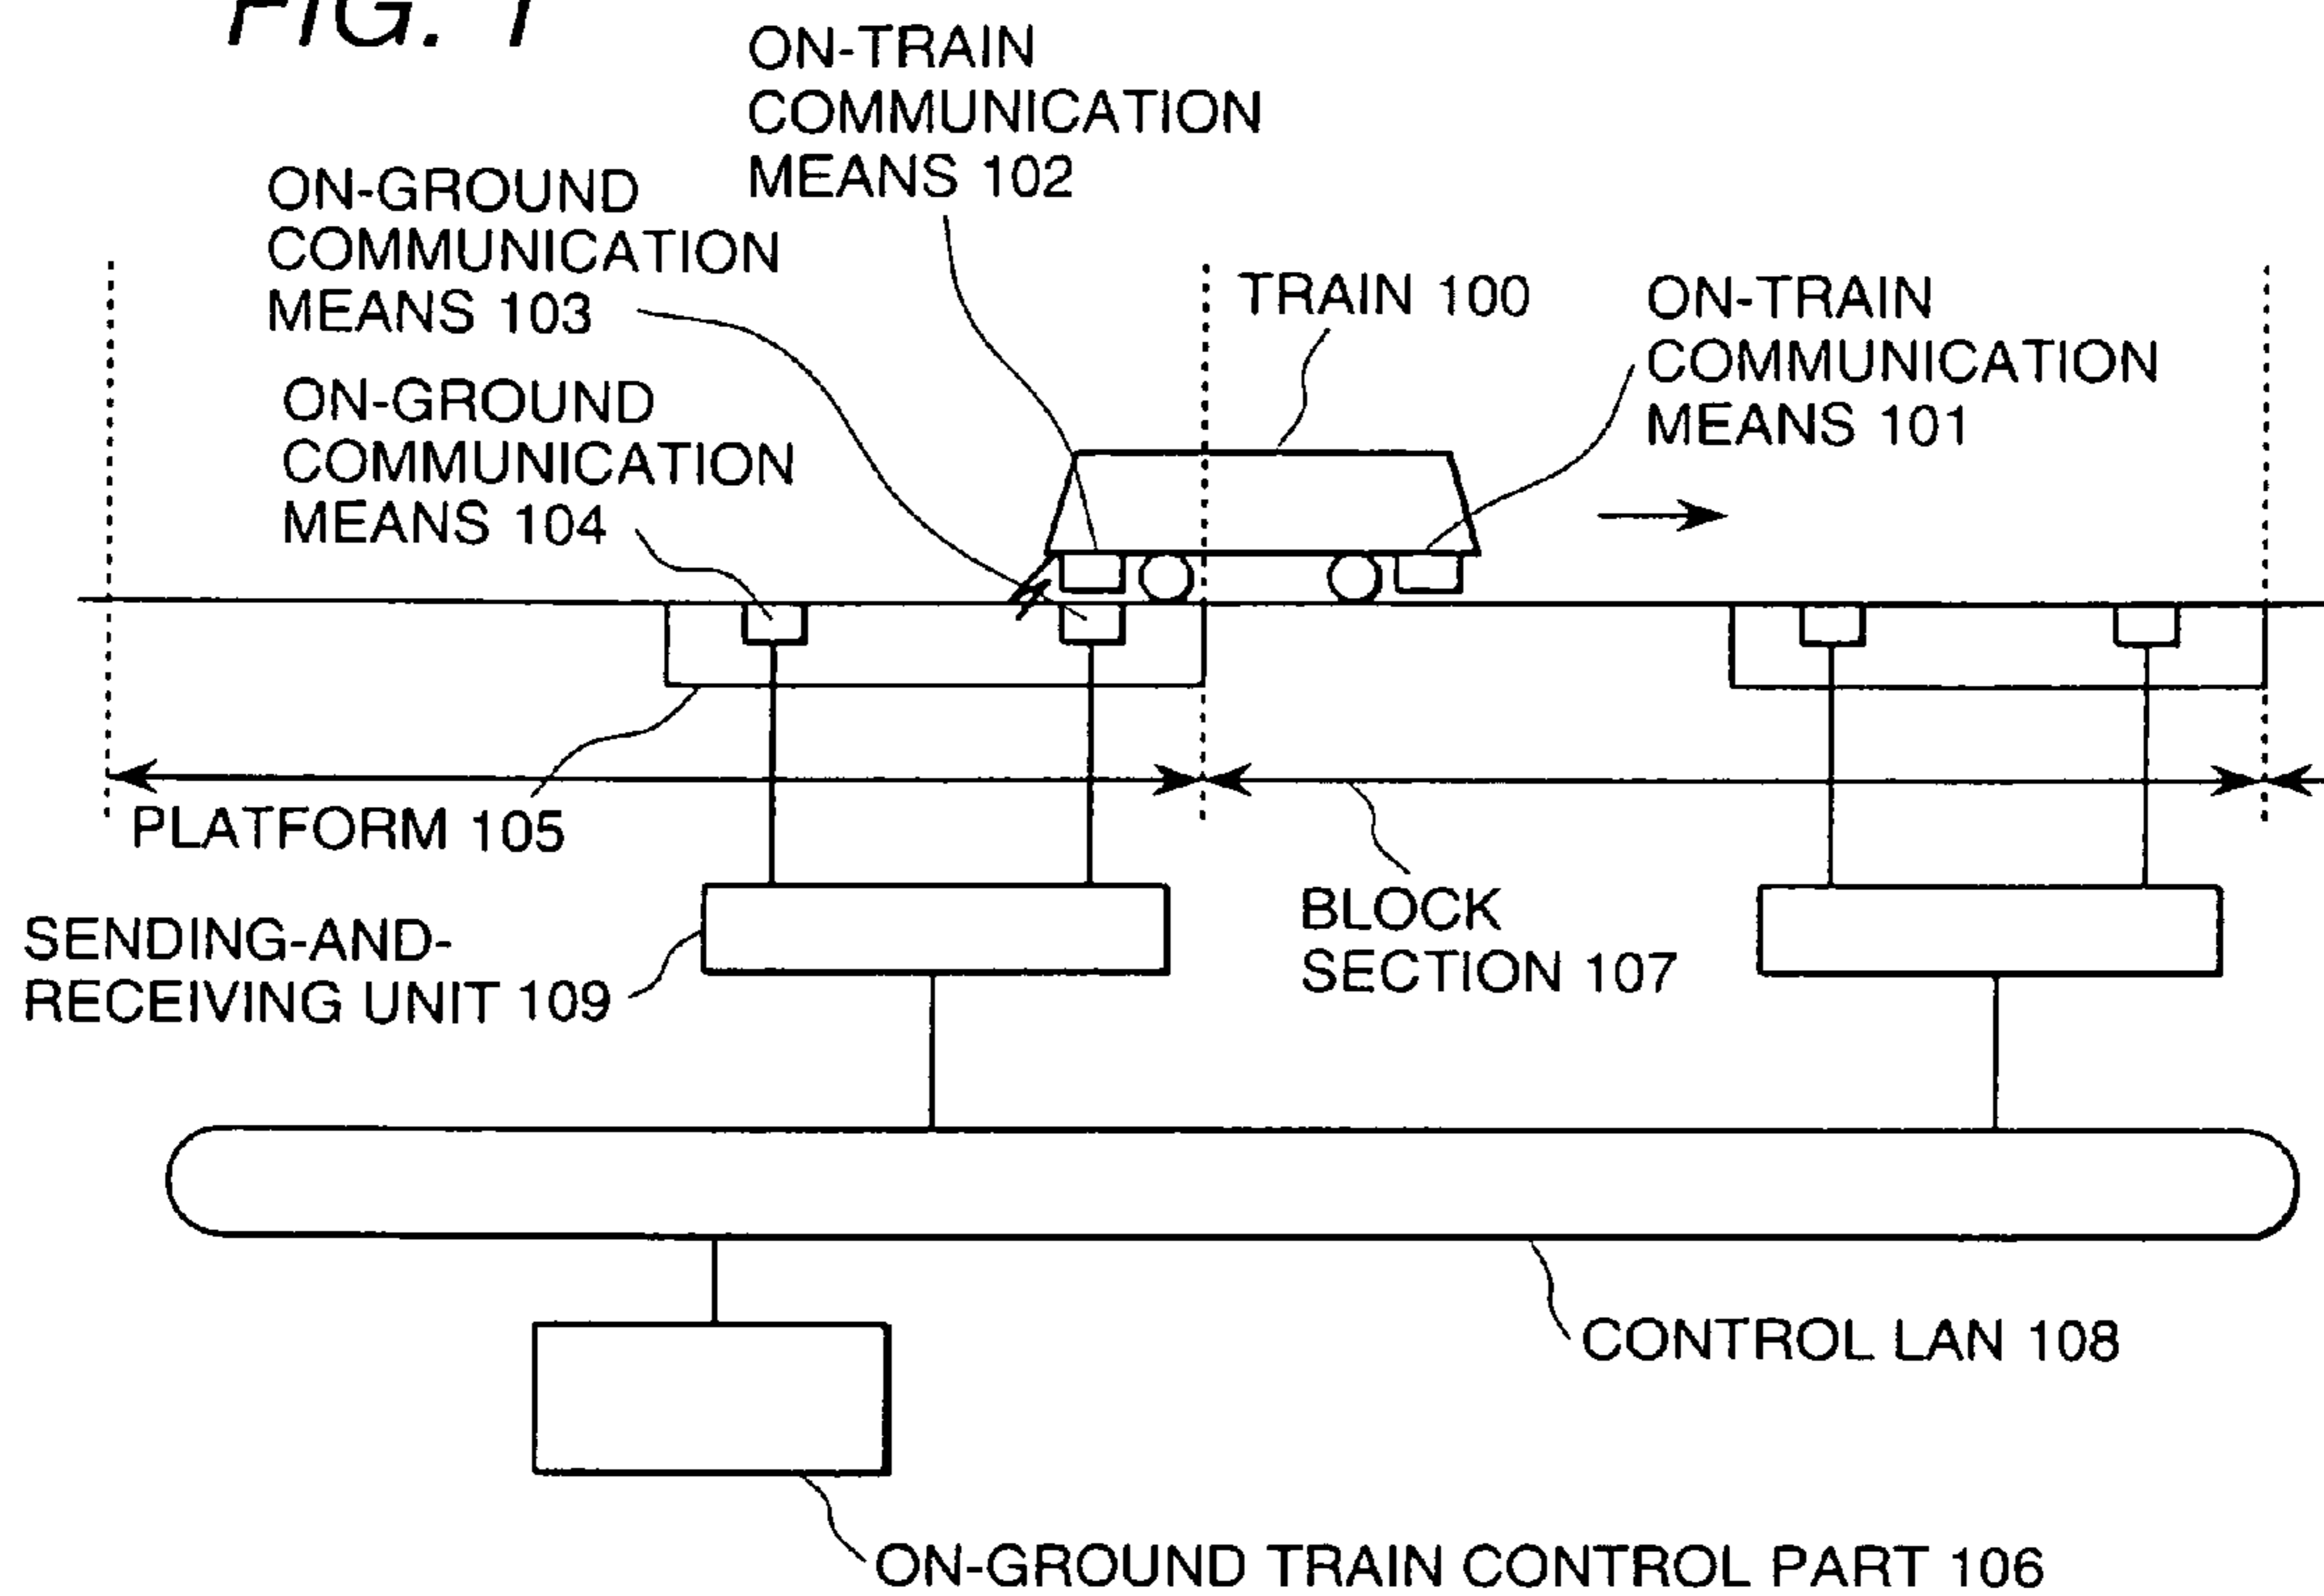 FIG. 1
ON-TRAIN
COMMUNICATION
MEANS 102
ON-GROUND
COMMUNICATION
MEANS 103
TRAIN 100
ON-TRAIN
COMMUNICATION
MEANS 101
ON-GROUND
COMMUNICATION
MEANS 104
PLATFORM 105
BLOCK
SECTION 107
SENDING-AND-
RECEIVING UNIT 109
CONTROL LAN 108
ON-GROUND TRAIN CONTROL PART 106